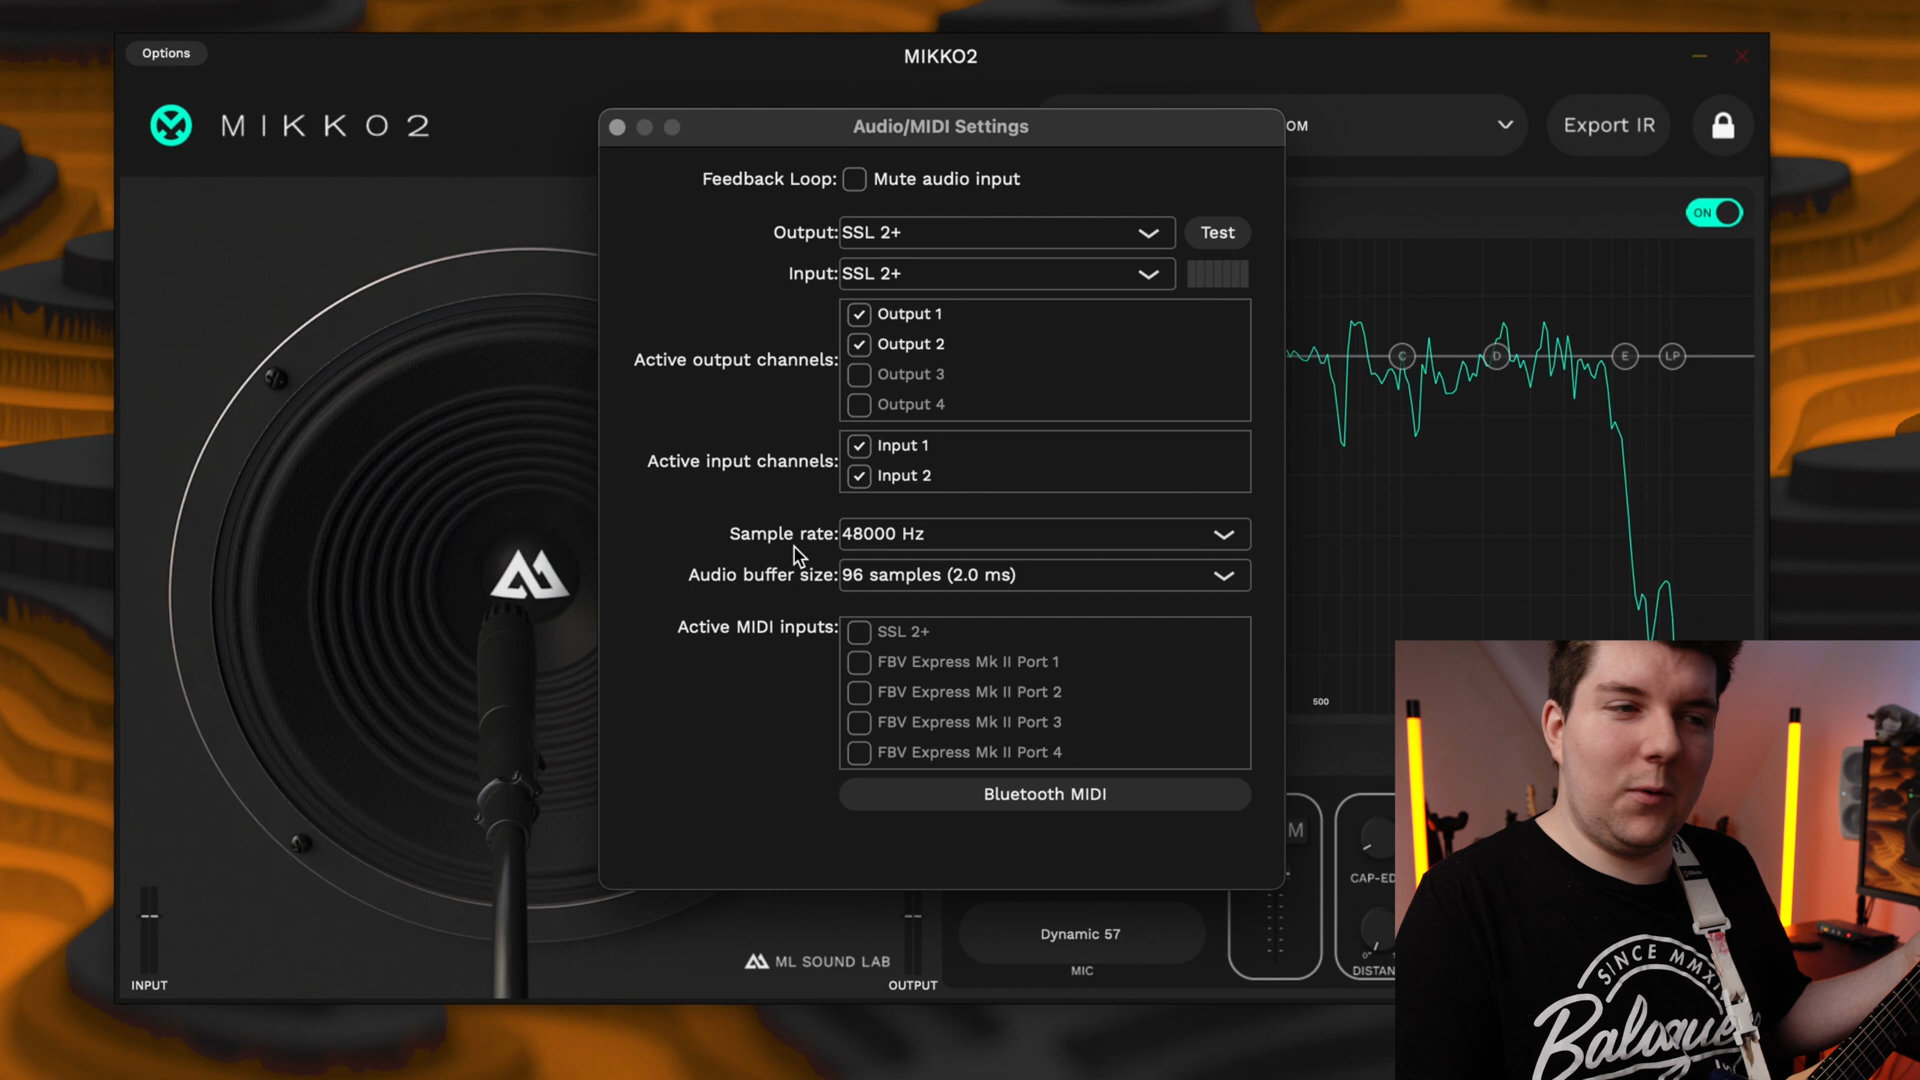 Options
MIKKO2
MIKKO2
OM
Export IR
Audio/MIDI Settings
Feedback Loop: Mute audio input
Output: SSL 2+ Test
Input: SSL 2+
Active output channels:
Output 1
Output 2
Output 3
Output 4
Active input channels:
Input 1
Input 2
Sample rate: 48000 Hz
Audio buffer size: 96 samples (2.0 ms)
Active MIDI inputs:
SSL 2+
FBV Express Mk II Port 1
FBV Express Mk II Port 2
FBV Express Mk II Port 3
FBV Express Mk II Port 4
Bluetooth MIDI
ON
C
D
E
LP
500
M
CAP-ED
0°
DISTAN
Dynamic 57
MIC
ML SOUND LAB
INPUT
OUTPUT
SINCE MMXI
Balague